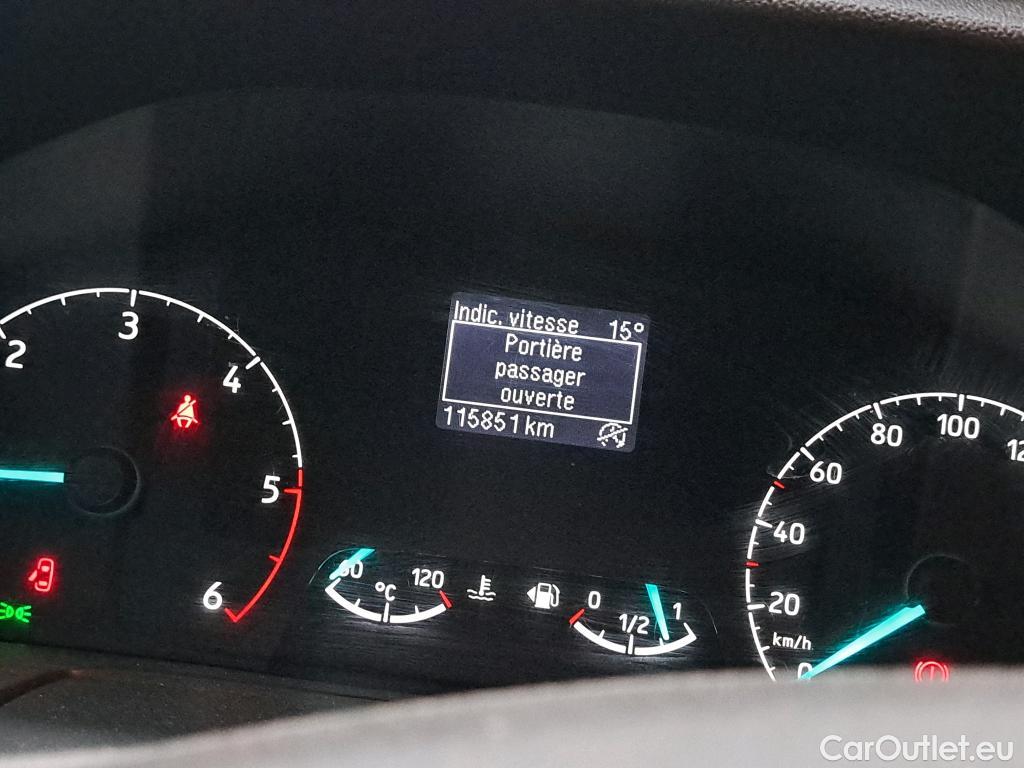 Indic. vitesse 15°
Portière
passager
ouverte
115851 km
2
3
4
5
6
°C
120
0
1/2
1
0
20
40
60
80
100
km/h
CarOutlet.eu